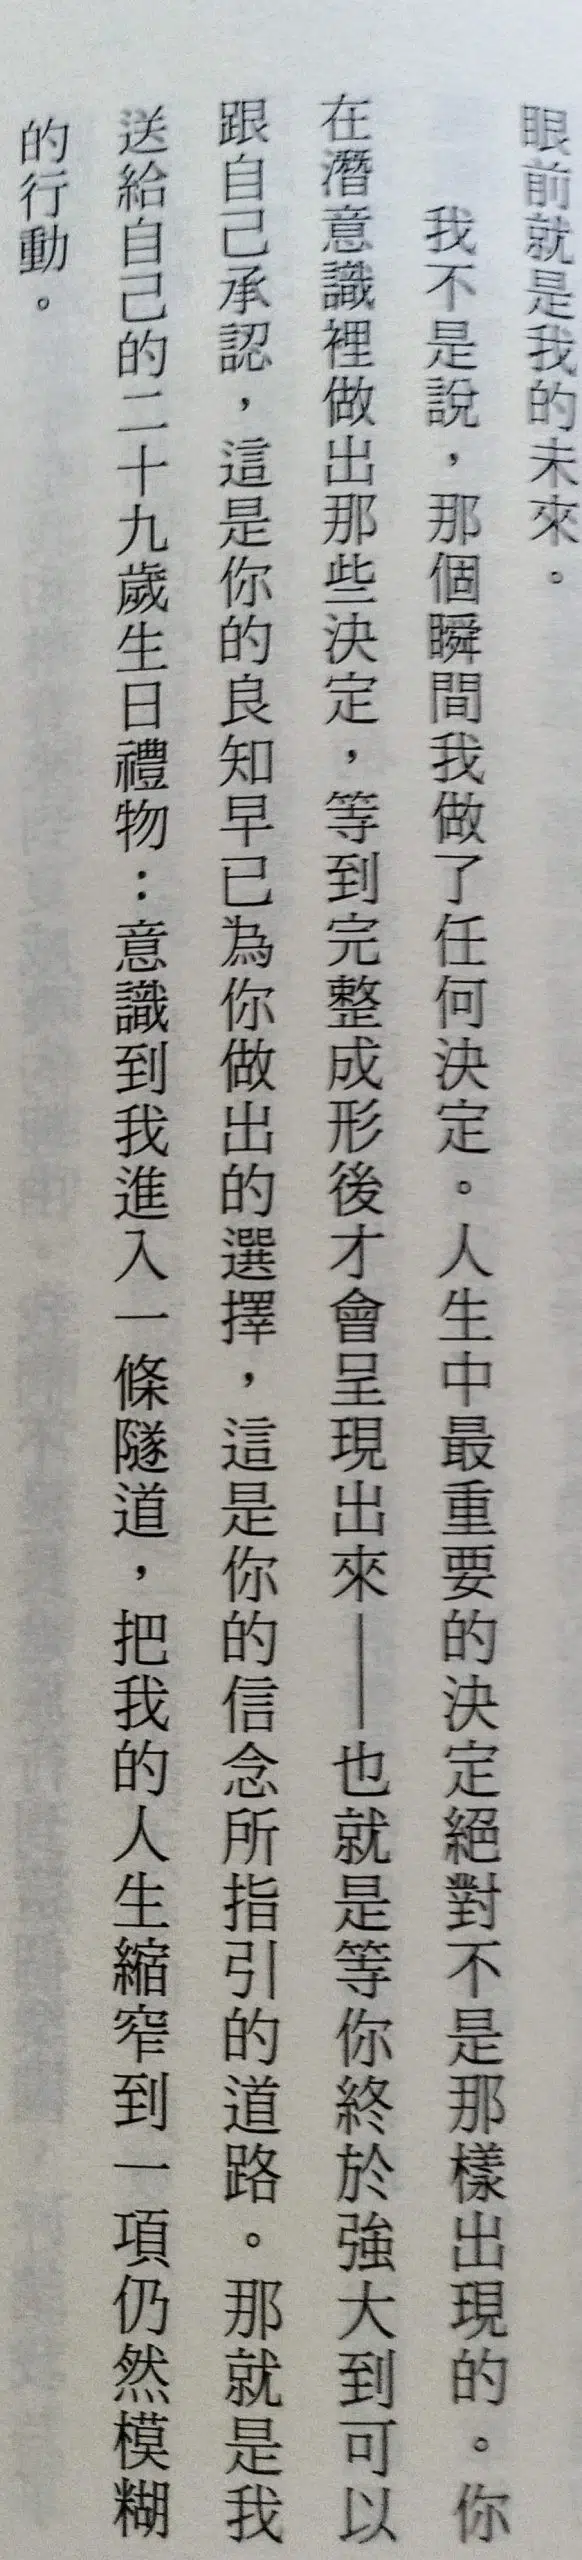 眼前就是我的未來。
我不是說，那個瞬間我做了任何決定。人生中最重要的決定絕對不是那樣出現的。你
在潛意識裡做出那些決定，等到完整成形後才會呈現出來——也就是等你終於強大到可以
跟自己承認，這是你的良知早已為你做出的選擇，這是你的信念所指引的道路。那就是我
送給自己的二十九歲生日禮物：意識到我進入一條隧道，把我的人生縮窄到一項仍然模糊
的行動。